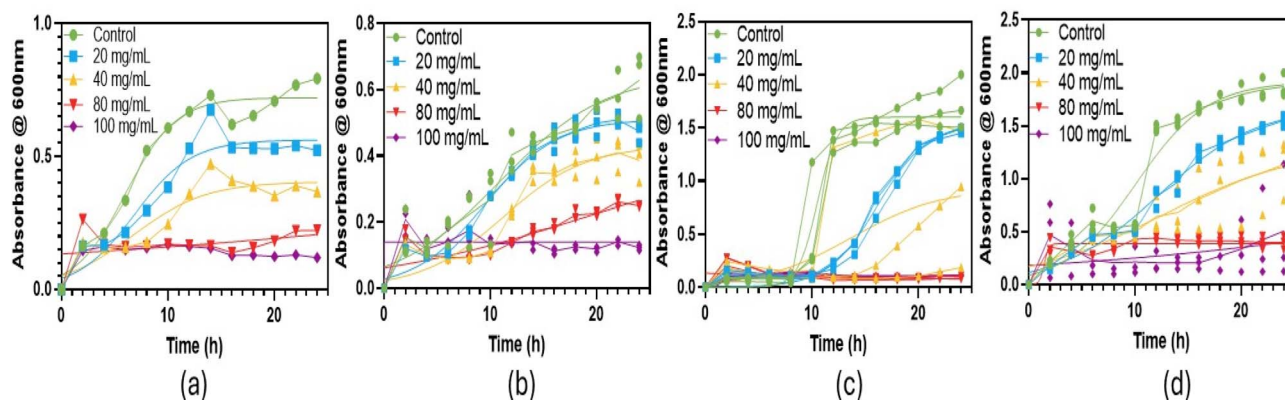 Absorbance @ 600nm
1.0
0.5
0.0
0
10
20
Control
20 mg/mL
40 mg/mL
80 mg/mL
100 mg/mL
Time (h)
(a)
Absorbance @ 600nm
0.8
0.6
0.4
0.2
0.0
0
10
20
Control
20 mg/mL
40 mg/mL
80 mg/mL
100 mg/mL
Time (h)
(b)
Absorbance @ 600nm
2.5
2.0
1.5
1.0
0.5
0.0
0
10
20
Control
20 mg/mL
40 mg/mL
80 mg/mL
100 mg/mL
Time (h)
(c)
Absorbance @ 600nm
2.5
2.0
1.5
1.0
0.5
0.0
0
10
20
Control
20 mg/mL
40 mg/mL
80 mg/mL
100 mg/mL
Time (h)
(d)